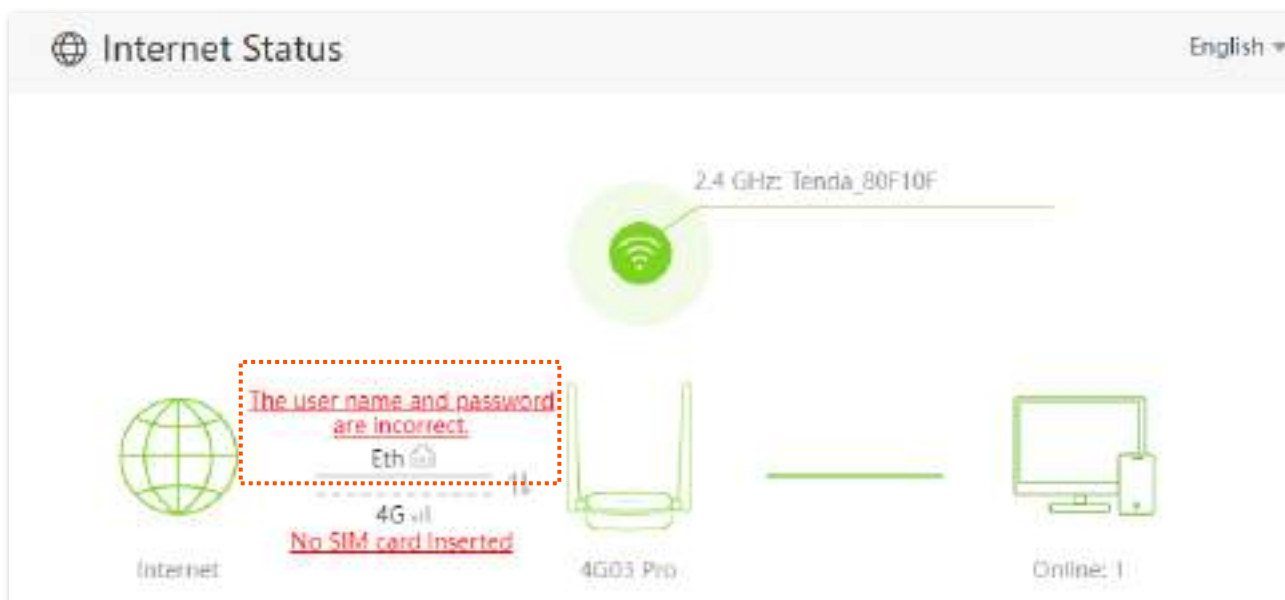 Internet Status
English
2.4 GHz: Tenda_80F10F
The user name and password
are incorrect.
Eth
4G
No SIM card Inserted
Internet
4G03 Pro
Online: 1